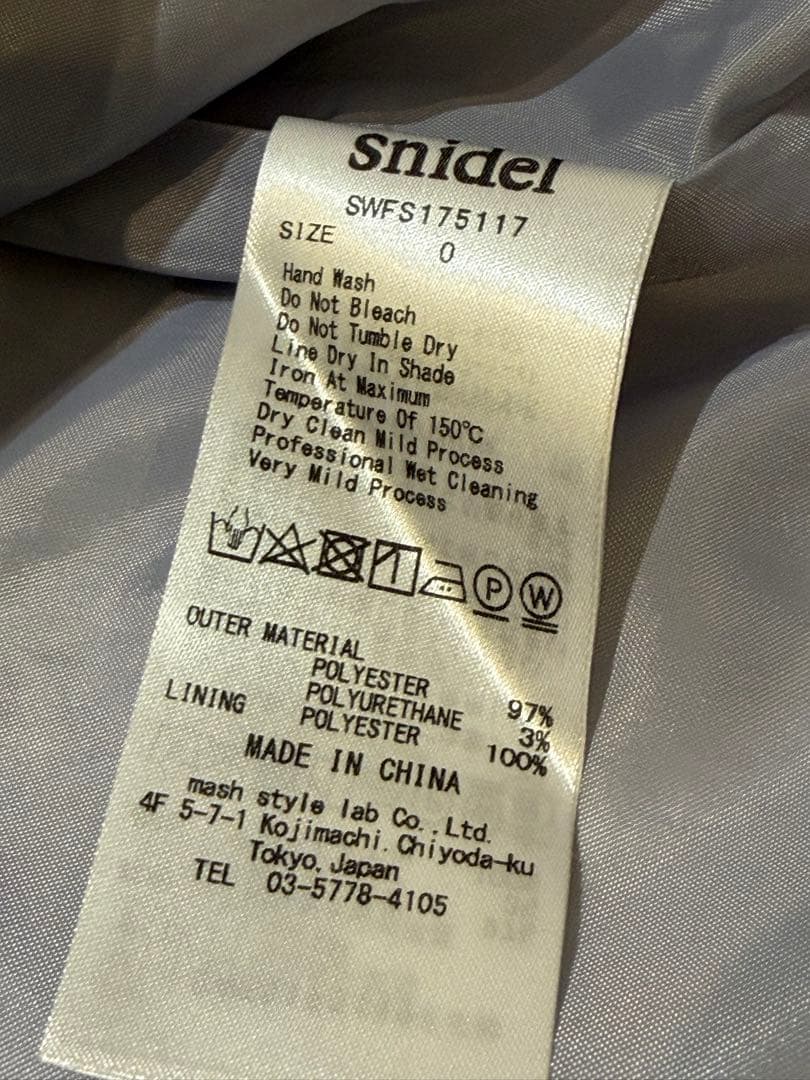 snidel
SWFS175117
SIZE 0
Hand Wash
Do Not Bleach
Do Not Tumble Dry
Line Dry In Shade
Iron At Maximum
Temperature Of 150℃
Dry Clean Mild Process
Professional Wet Cleaning
Very Mild Process
P W
OUTER MATERIAL
POLYESTER 97%
POLYURETHANE 3%
LINING POLYESTER 100%
MADE IN CHINA
mash style lab Co.,Ltd.
4F 5-7-1 Kojimachi.Chiyoda-ku
Tokyo,Japan
TEL 03-5778-4105